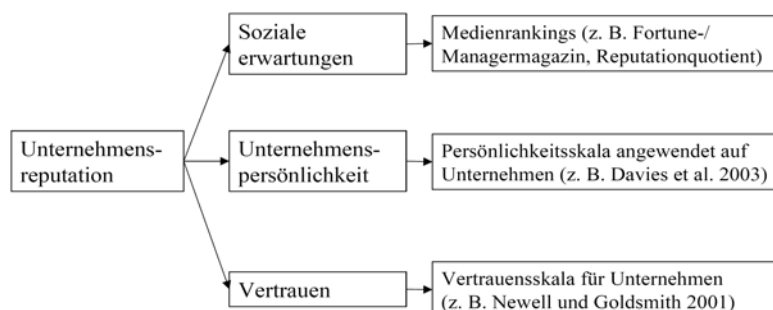 Soziale
erwartungen
Medienrankings (z. B. Fortune-/
Managermagazin, Reputationquotient)
Unternehmens-
reputation
Unternehmens-
persönlichkeit
Persönlichkeitsskala angewendet auf
Unternehmen (z. B. Davies et al. 2003)
Vertrauen
Vertrauensskala für Unternehmen
(z. B. Newell und Goldsmith 2001)